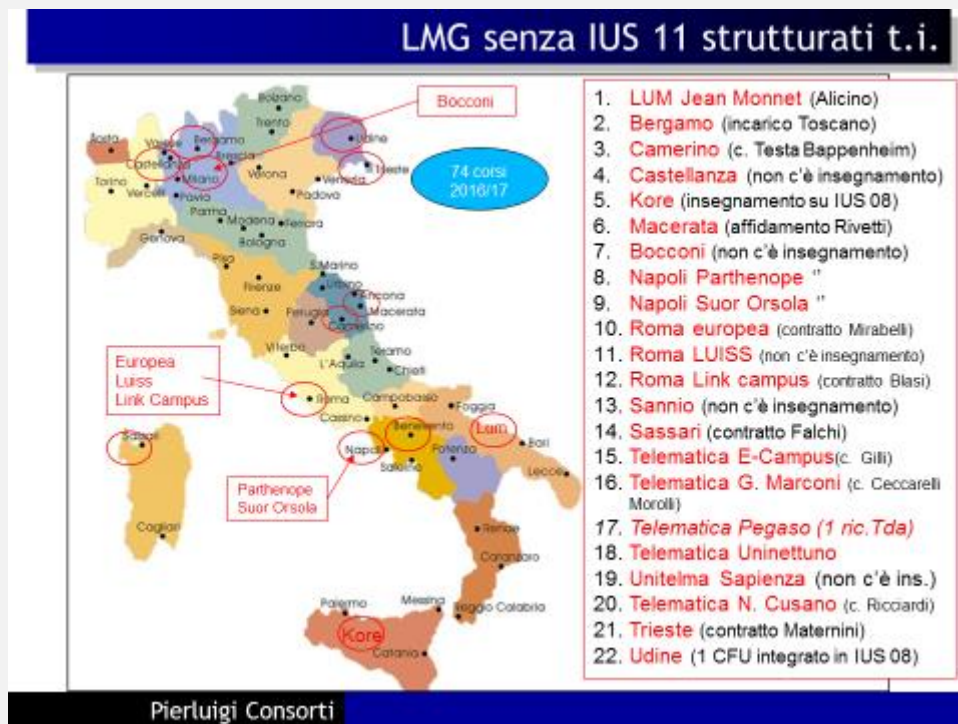 LMG senza IUS 11 strutturati t.i.
Bocconi
74 corsi
2016/17
Europea
Luiss
Link Campus
Parthenope
Suor Orsola
Lum
Kore
Bolzano
Trento
Aosta
Varese
Bergamo
Udine
Brescia
Trieste
Castellanza
Milano
Verona
Venezia
Torino
Vercelli
Pavia
Padova
Parma
Modena
Ferrara
Genova
Bologna
Pisa
S.Marino
Firenze
Urbino
Ancona
Macerata
Siena
Perugia
Camerino
Viterbo
Teramo
L'Aquila
Chieti
Roma
Campobasso
Foggia
Cassino
Benevento
Bari
Napoli
Potenza
Salerno
Lecce
Sassari
Cagliari
Rende
Catanzaro
Palermo
Messina
Reggio Calabria
Catania
1. LUM Jean Monnet (Alicino)
2. Bergamo (incarico Toscano)
3. Camerino (c. Testa Bappenheim)
4. Castellanza (non c'è insegnamento)
5. Kore (insegnamento su IUS 08)
6. Macerata (affidamento Rivetti)
7. Bocconi (non c'è insegnamento)
8. Napoli Parthenope "
9. Napoli Suor Orsola "
10. Roma europea (contratto Mirabelli)
11. Roma LUISS (non c'è insegnamento)
12. Roma Link campus (contratto Blasi)
13. Sannio (non c'è insegnamento)
14. Sassari (contratto Falchi)
15. Telematica E-Campus(c. Gilli)
16. Telematica G. Marconi (c. Ceccarelli
Morolli)
17. Telematica Pegaso (1 ric.Tda)
18. Telematica Uninettuno
19. Unitelma Sapienza (non c'è ins.)
20. Telematica N. Cusano (c. Ricciardi)
21. Trieste (contratto Maternini)
22. Udine (1 CFU integrato in IUS 08)
Pierluigi Consorti